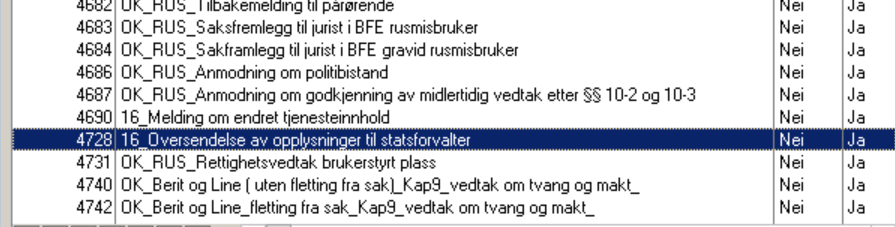 4682 OK_RUS_Tilbakemelding til pårørende Nei Ja
4683 OK_RUS_Saksfremlegg til jurist i BFE rusmisbruker Nei Ja
4684 OK_RUS_Sakframlegg til jurist i BFE gravid rusmisbruker Nei Ja
4686 OK_RUS_Anmodning om politibistand Nei Ja
4687 OK_RUS_Anmodning om godkjenning av midlertidig vedtak etter §§ 10-2 og 10-3 Nei Ja
4690 16_Melding om endret tjenesteinnhold Nei Ja
4728 16_Oversendelse av opplysninger til statsforvalter Nei Ja
4731 OK_RUS_Rettighetsvedtak brukerstyrt plass Nei Ja
4740 OK_Berit og Line ( uten fletting fra sak)_Kap9_vedtak om tvang og makt_ Nei Ja
4742 OK_Berit og Line_fletting fra sak_Kap9_vedtak om tvang og makt_ Nei Ja